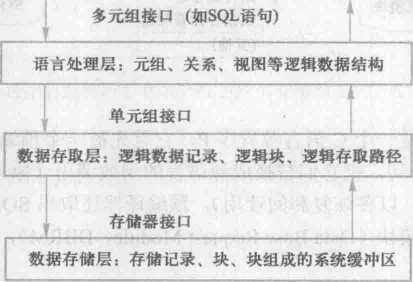 多元组接口 (如SQL语句)
语言处理层：元组、关系、视图等逻辑数据结构
单元组接口
数据存取层：逻辑数据记录、逻辑块、逻辑存取路径
存储器接口
数据存储层：存储记录、块、块组成的系统缓冲区